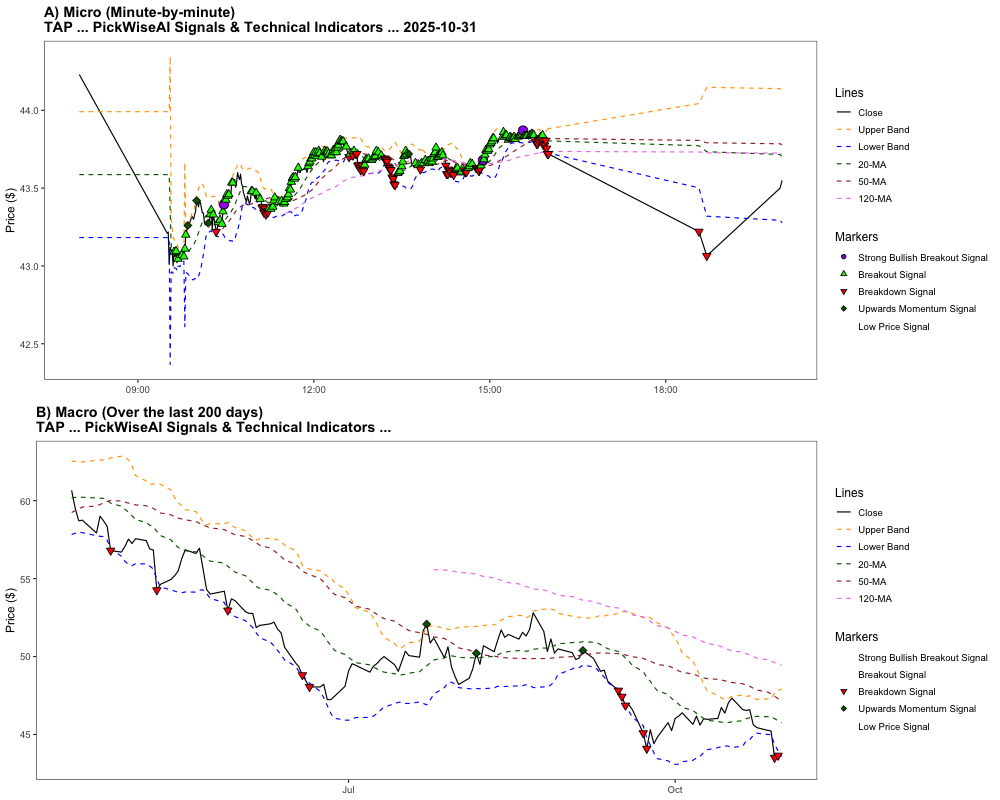 A) Micro (Minute-by-minute)
TAP ... PickWiseAI Signals & Technical Indicators ... 2025-10-31
Price ($)
44.0
43.5
43.0
42.5
09:00
12:00
15:00
18:00
Lines
Close
Upper Band
Lower Band
20-MA
50-MA
120-MA
Markers
Strong Bullish Breakout Signal
Breakout Signal
Breakdown Signal
Upwards Momentum Signal
Low Price Signal
B) Macro (Over the last 200 days)
TAP ... PickWiseAI Signals & Technical Indicators ...
Price ($)
60
55
50
45
Jul
Oct
Lines
Close
Upper Band
Lower Band
20-MA
50-MA
120-MA
Markers
Strong Bullish Breakout Signal
Breakout Signal
Breakdown Signal
Upwards Momentum Signal
Low Price Signal